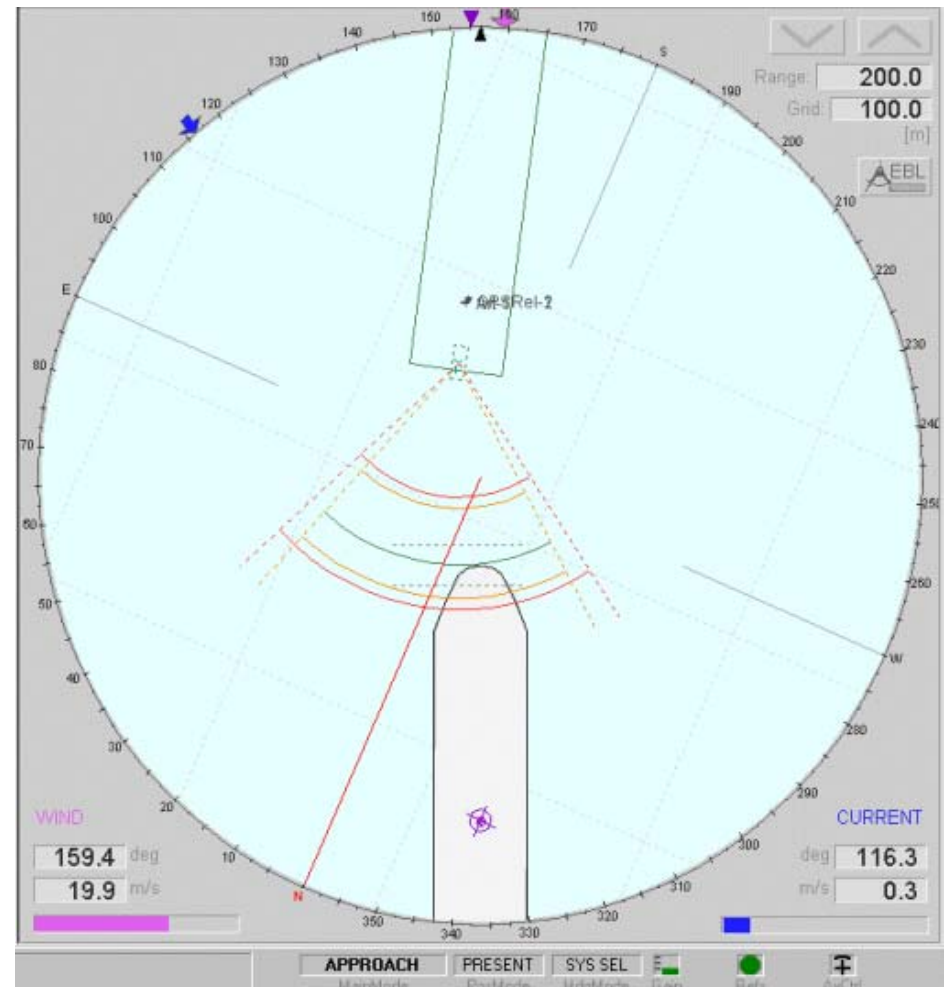 150 160 170
140 S
130 190
120 200
110 210
100 220
E 230
80 240
70 250
60 260
50 W
40 280
30 290
20 300
10 310
N 350 340 330 320
Range: 200.0
Grid: 100.0
[m]
EBL
WIND
159.4 deg
19.9 m/s
CURRENT
deg 116.3
m/s 0.3
APPROACH PRESENT SYS SEL